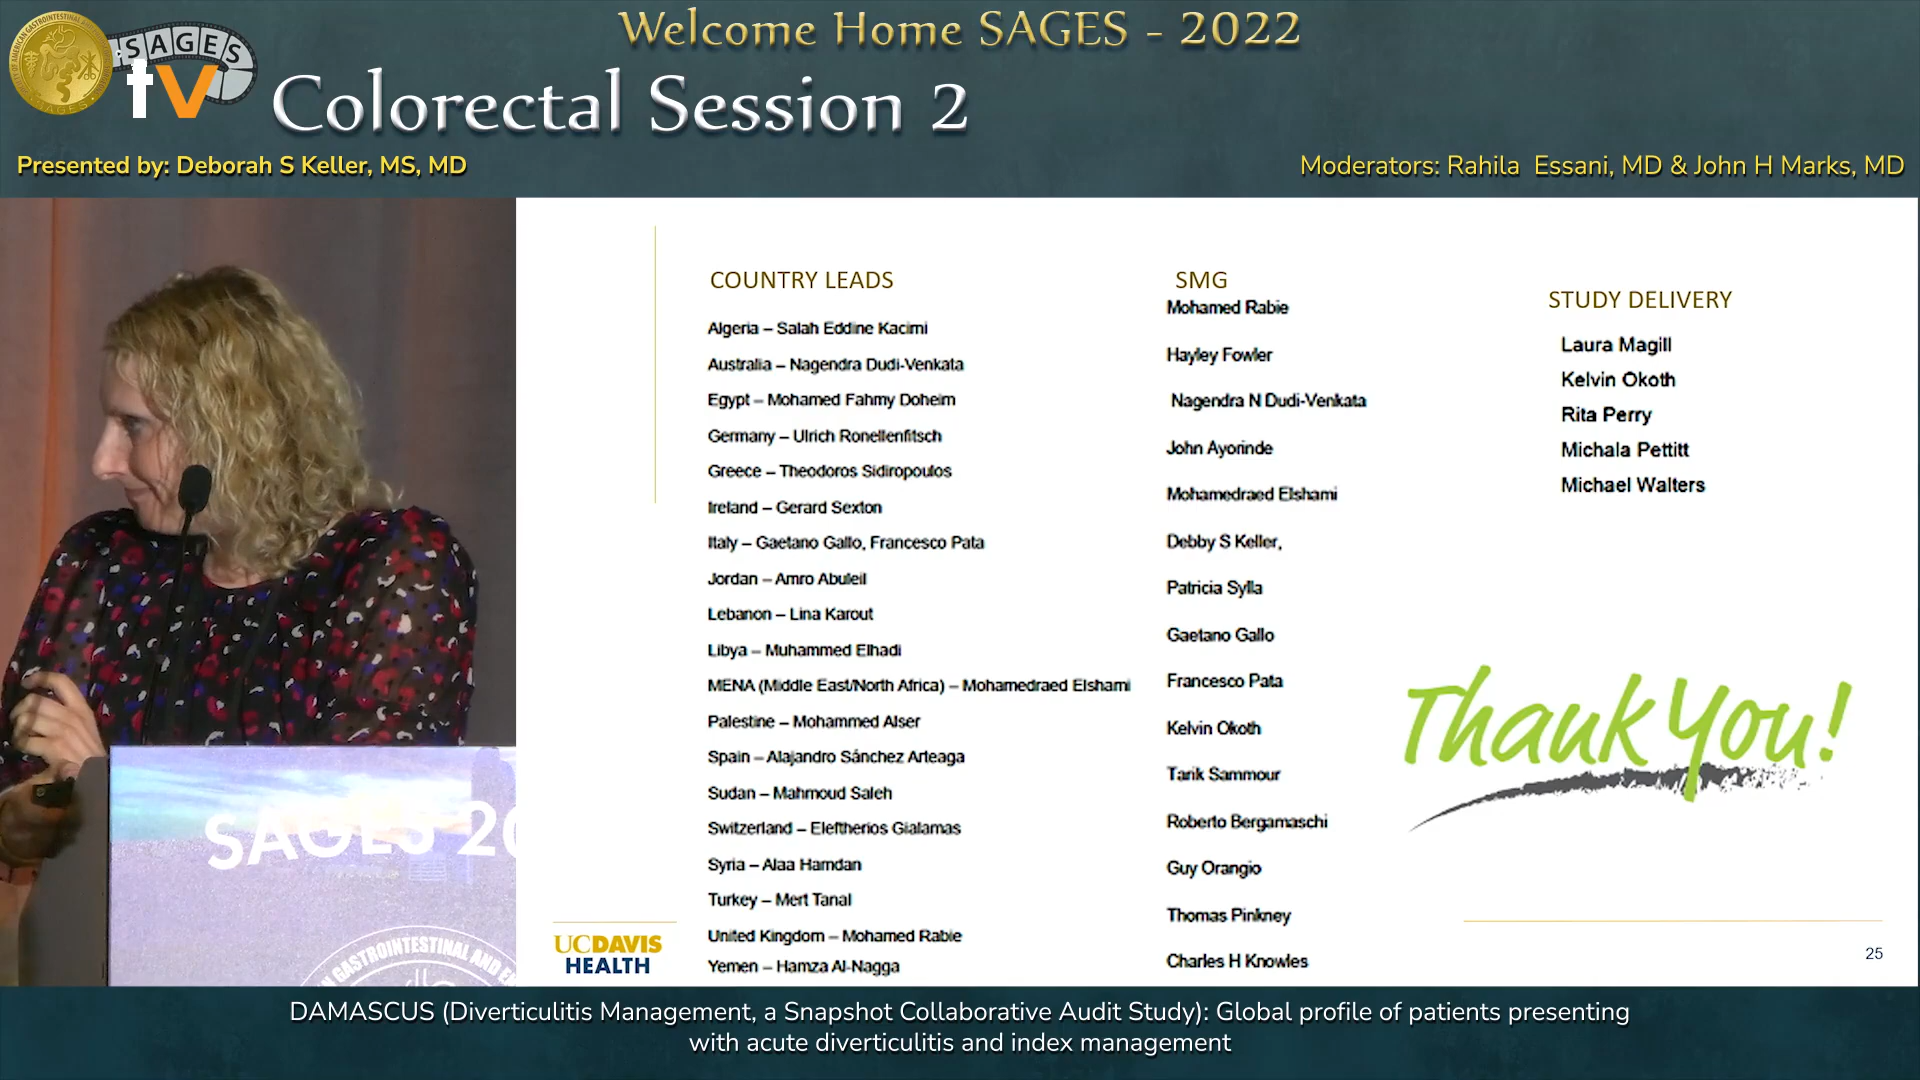 Welcome Home SAGES - 2022
SAGES
tv
Colorectal Session 2
Presented by: Deborah S Keller, MS, MD
Moderators: Rahila Essani, MD & John H Marks, MD
COUNTRY LEADS
Algeria – Salah Eddine Kacimi
Australia – Nagendra Dudi-Venkata
Egypt – Mohamed Fahmy Doheim
Germany – Ulrich Ronellenfitsch
Greece – Theodoros Sidiropoulos
Ireland – Gerard Sexton
Italy – Gaetano Gallo, Francesco Pata
Jordan – Amro Abuleil
Lebanon – Lina Karout
Libya – Muhammed Elhadi
MENA (Middle East/North Africa) – Mohamedraed Elshami
Palestine – Mohammed Alser
Spain – Alajandro Sánchez Arteaga
Sudan – Mahmoud Saleh
Switzerland – Eleftherios Gialamas
Syria – Alaa Hamdan
Turkey – Mert Tanal
United Kingdom – Mohamed Rabie
Yemen – Hamza Al-Nagga
SMG
Mohamed Rabie
Hayley Fowler
Nagendra N Dudi-Venkata
John Ayorinde
Mohamedraed Elshami
Debby S Keller,
Patricia Sylla
Gaetano Gallo
Francesco Pata
Kelvin Okoth
Tarik Sammour
Roberto Bergamaschi
Guy Orangio
Thomas Pinkney
Charles H Knowles
STUDY DELIVERY
Laura Magill
Kelvin Okoth
Rita Perry
Michala Pettitt
Michael Walters
Thank You!
UCDAVIS
HEALTH
25
SAGES 20
GASTROINTESTINAL AND
DAMASCUS (Diverticulitis Management, a Snapshot Collaborative Audit Study): Global profile of patients presenting
with acute diverticulitis and index management